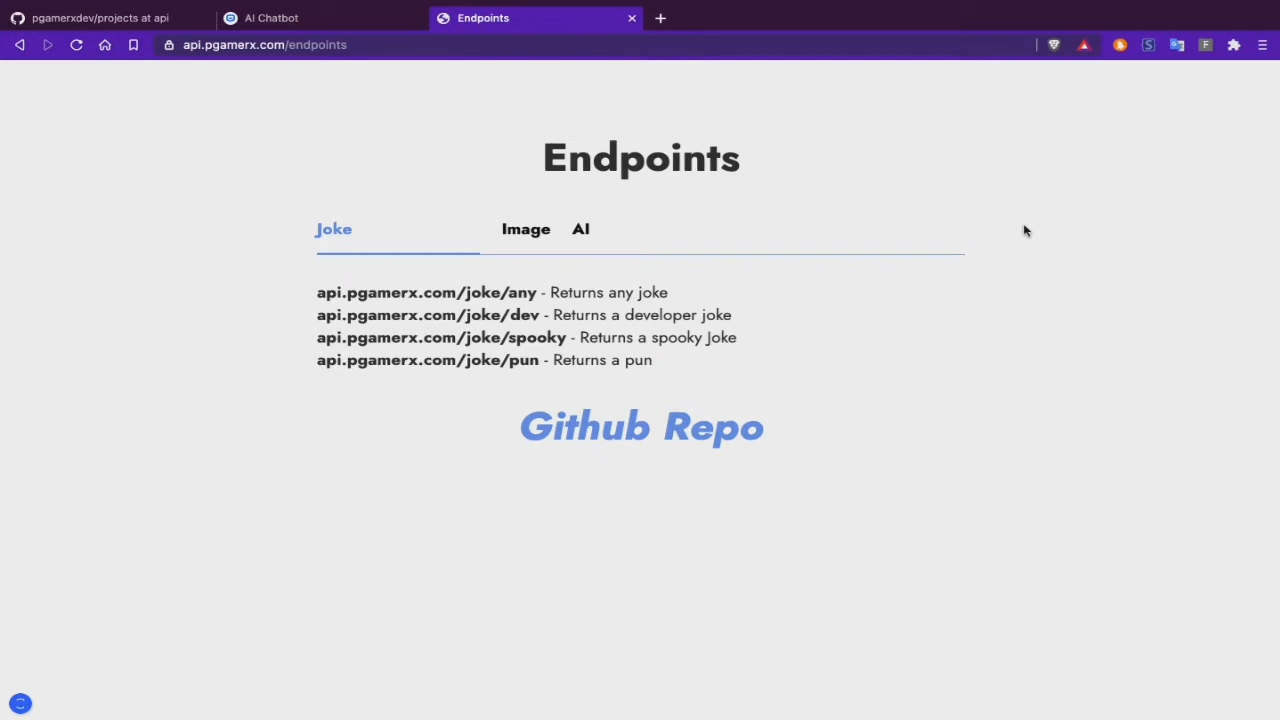 pgamerxdev/projects at api
AI Chatbot
Endpoints
api.pgamerx.com/endpoints
F
Endpoints
Joke
Image
AI
api.pgamerx.com/joke/any - Returns any joke
api.pgamerx.com/joke/dev - Returns a developer joke
api.pgamerx.com/joke/spooky - Returns a spooky Joke
api.pgamerx.com/joke/pun - Returns a pun
Github Repo